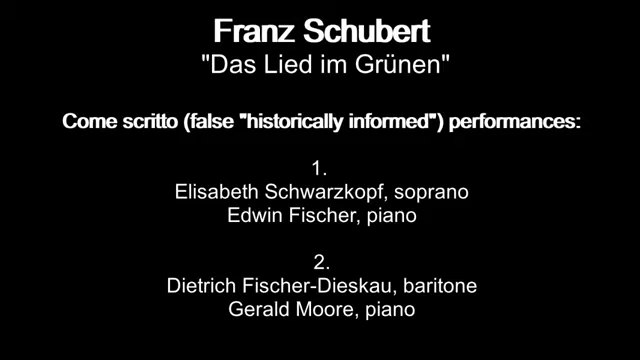 Franz Schubert
"Das Lied im Grünen"
Come scritto (false "historically informed") performances:
1.
Elisabeth Schwarzkopf, soprano
Edwin Fischer, piano
2.
Dietrich Fischer-Dieskau, baritone
Gerald Moore, piano